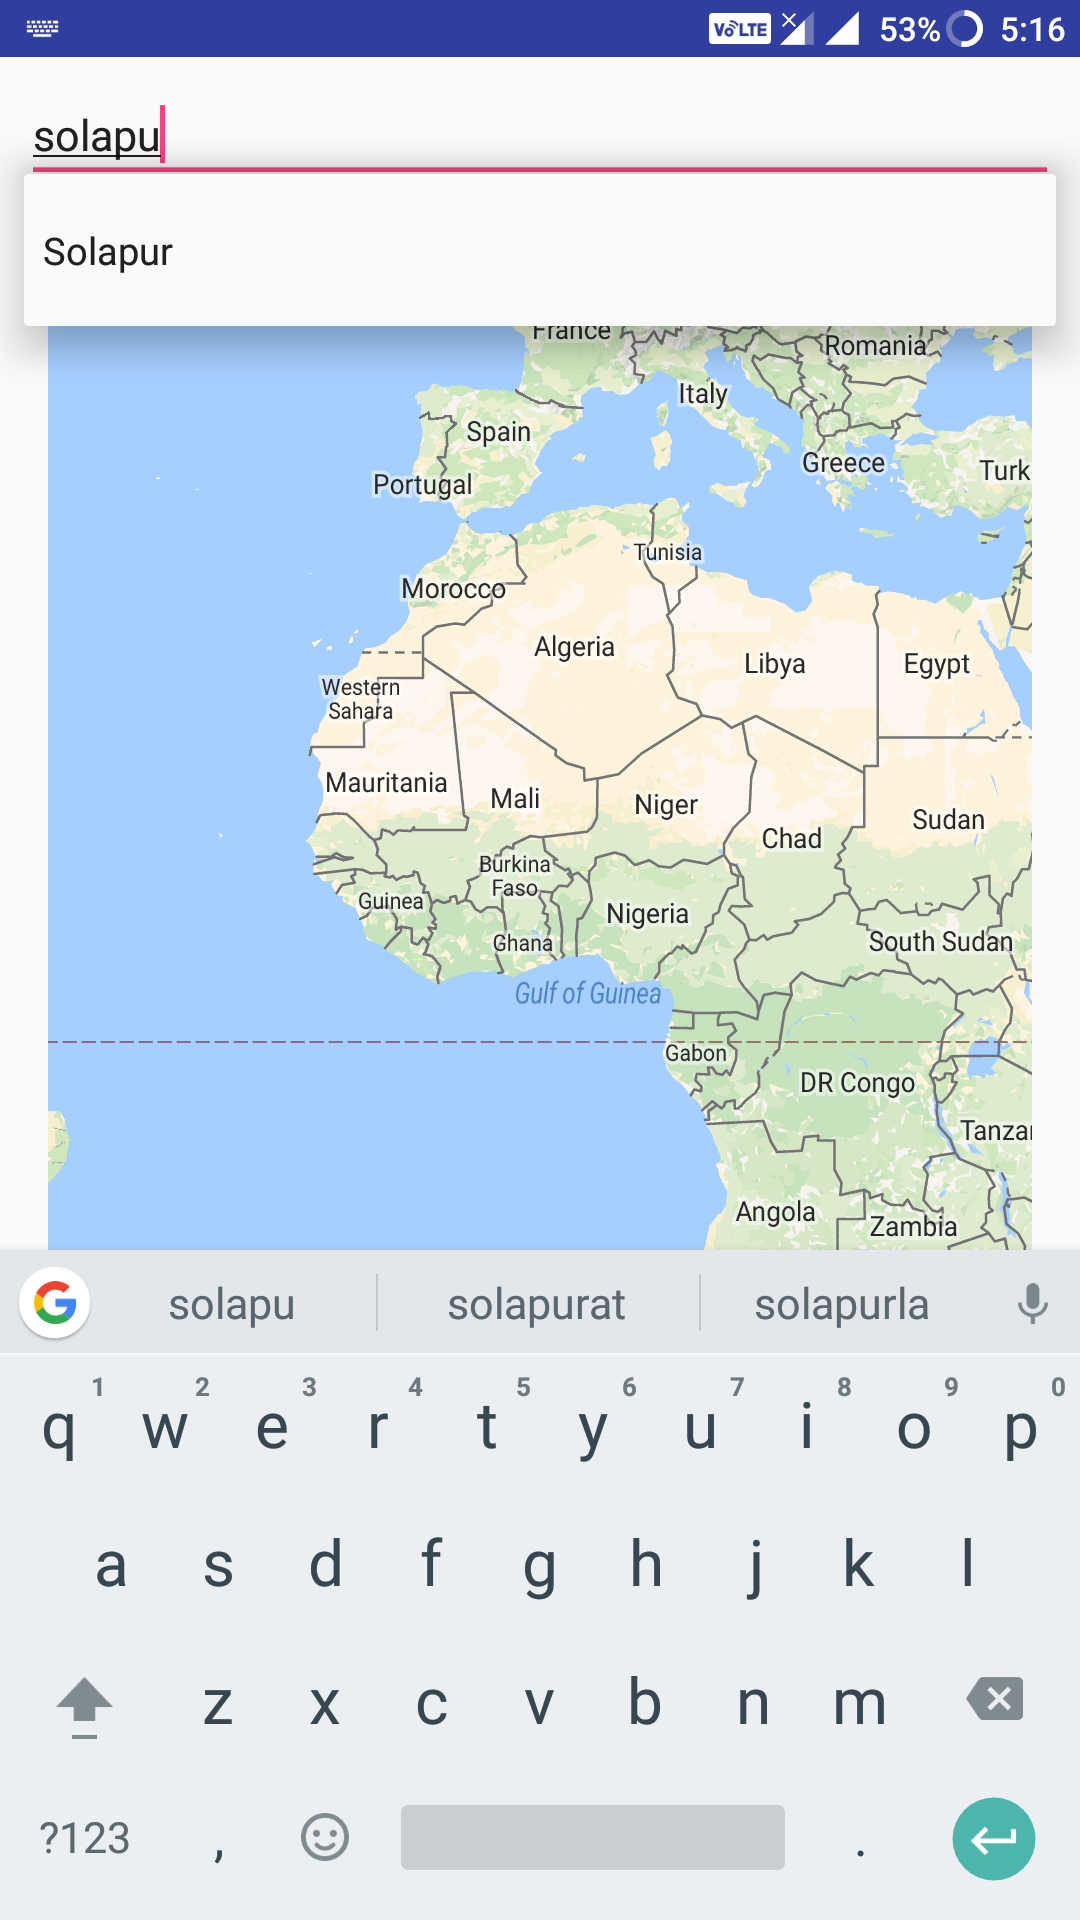 VoLTE 53% 5:16
solapu
Solapur
France
Romania
Italy
Spain
Greece
Turk
Portugal
Tunisia
Morocco
Algeria
Libya
Egypt
Western
Sahara
Mauritania
Mali
Niger
Sudan
Chad
Burkina
Faso
Guinea
Nigeria
Ghana
South Sudan
Gulf of Guinea
Gabon
DR Congo
Tanzar
Angola
Zambia
G solapu solapurat solapurla
1 2 3 4 5 6 7 8 9 0
q w e r t y u i o p
a s d f g h j k l
z x c v b n m
?123 , .